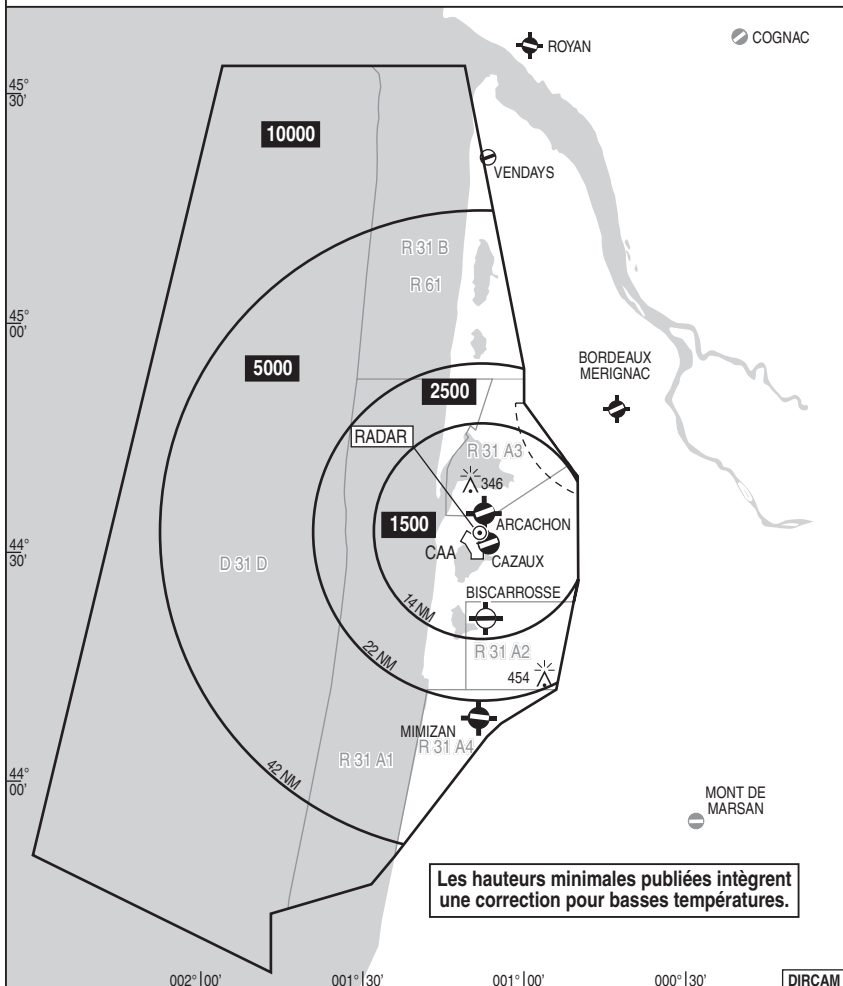 ROYAN
COGNAC
45°
30'
10000
VENDAYS
R 31 B
R 61
45°
00'
5000
BORDEAUX
MERIGNAC
2500
RADAR
R 31 A3
346
1500
ARCACHON
44°
30'
CAA
CAZAUX
D 31 D
BISCARROSSE
14 NM
R 31 A2
22 NM
454
MIMIZAN
R 31 A4
R 31 A1
42 NM
44°
00'
MONT DE
MARSAN
Les hauteurs minimales publiées intègrent
une correction pour basses températures.
002° 00'
001° 30'
001° 00'
000° 30'
DIRCAM